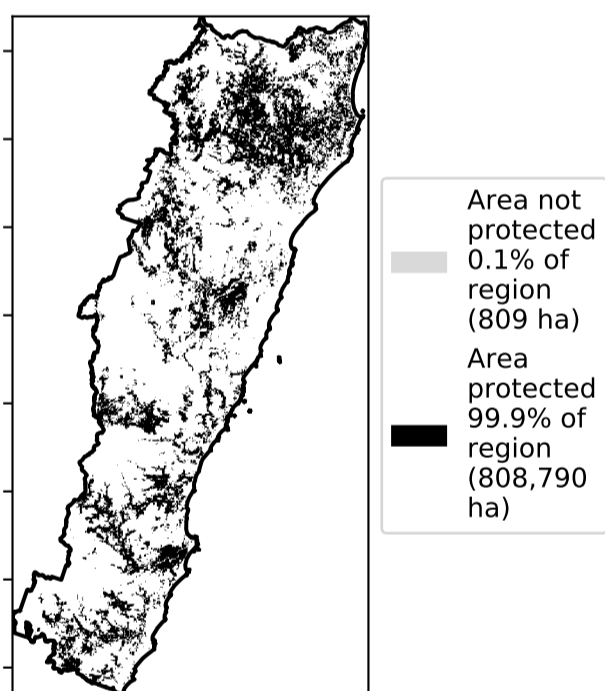 Area not
protected
0.1% of
region
(809 ha)
Area
protected
99.9% of
region
(808,790
ha)